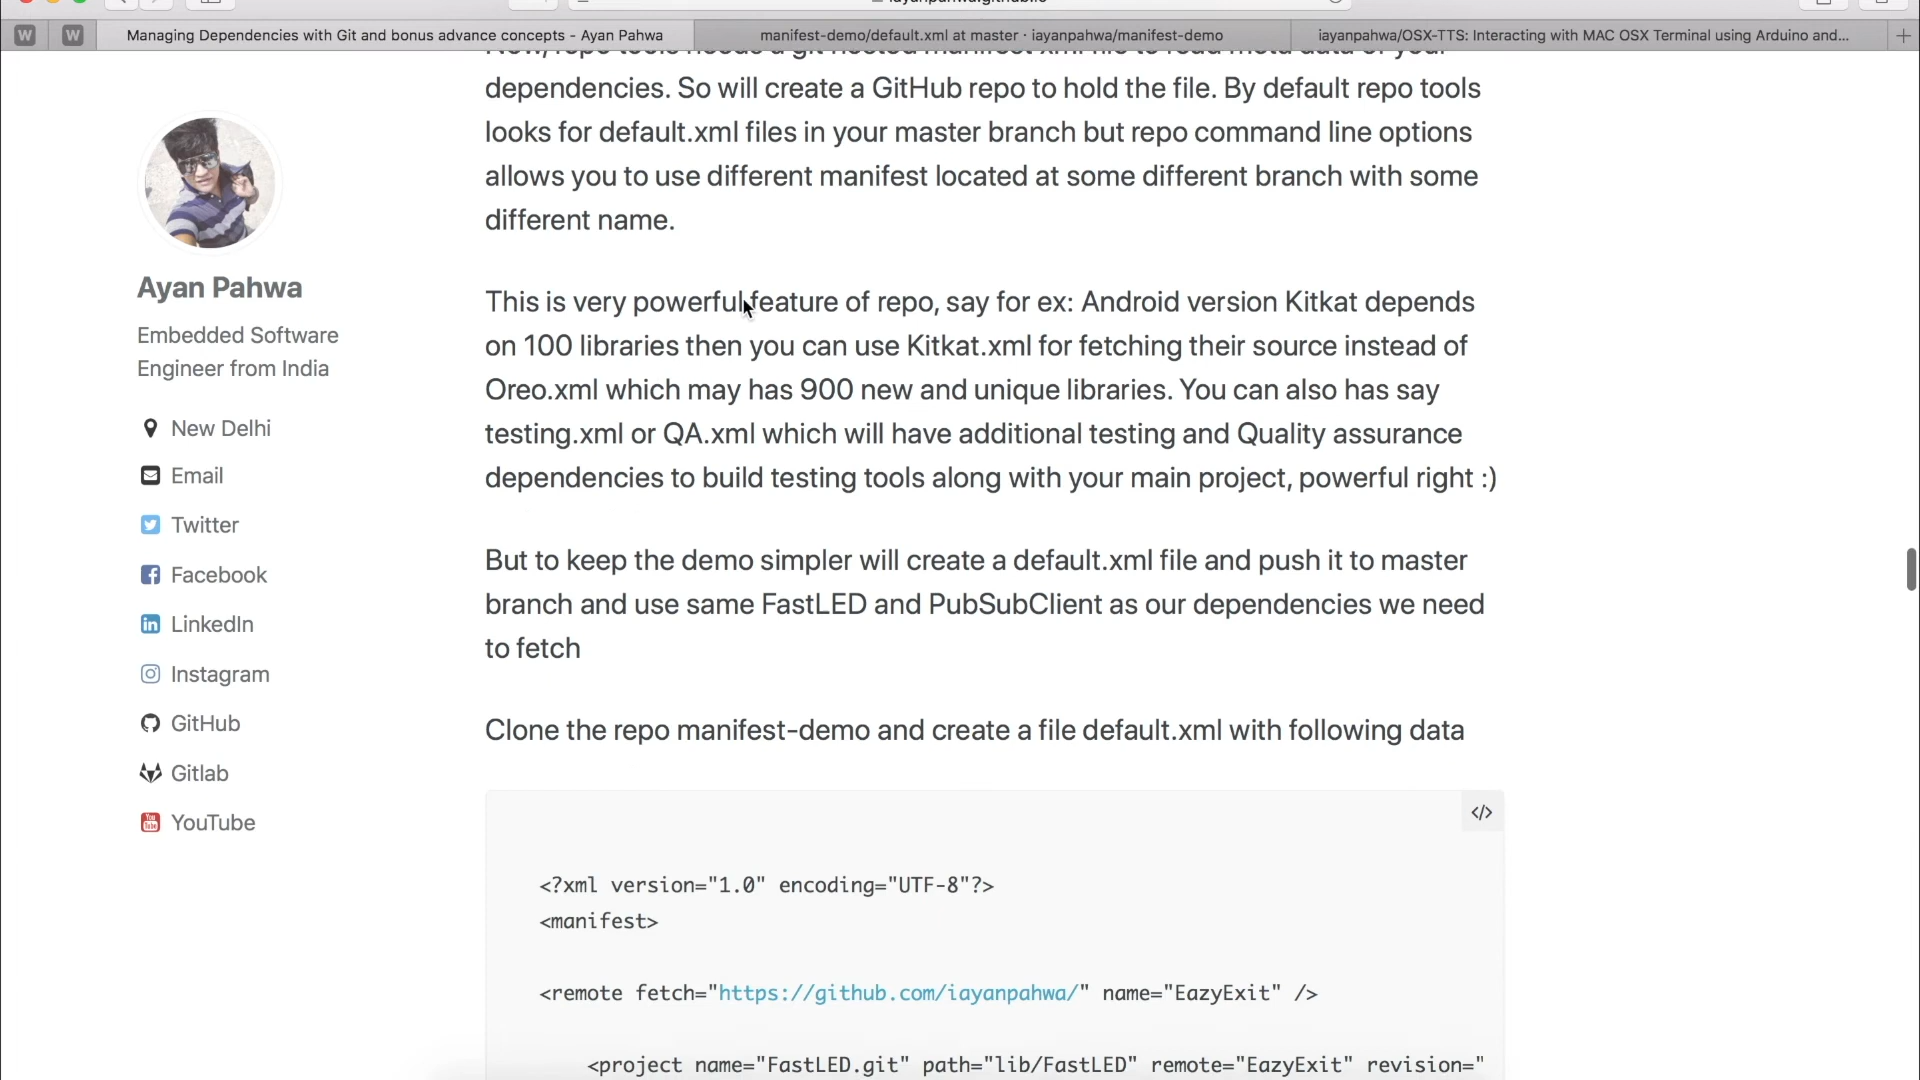 W
W
Managing Dependencies with Git and bonus advance concepts - Ayan Pahwa
manifest-demo/default.xml at master · iayanpahwa/manifest-demo
iayanpahwa/OSX-TTS: Interacting with MAC OSX Terminal using Arduino and...
Ayan Pahwa
Embedded Software
Engineer from India
New Delhi
Email
Twitter
Facebook
LinkedIn
Instagram
GitHub
Gitlab
YouTube
dependencies. So will create a GitHub repo to hold the file. By default repo tools
looks for default.xml files in your master branch but repo command line options
allows you to use different manifest located at some different branch with some
different name.
This is very powerful feature of repo, say for ex: Android version Kitkat depends
on 100 libraries then you can use Kitkat.xml for fetching their source instead of
Oreo.xml which may has 900 new and unique libraries. You can also has say
testing.xml or QA.xml which will have additional testing and Quality assurance
dependencies to build testing tools along with your main project, powerful right :)
But to keep the demo simpler will create a default.xml file and push it to master
branch and use same FastLED and PubSubClient as our dependencies we need
to fetch
Clone the repo manifest-demo and create a file default.xml with following data
</>
<?xml version="1.0" encoding="UTF-8"?>
<manifest>
<remote fetch="https://github.com/iayanpahwa/" name="EazyExit" />
<project name="FastLED.git" path="lib/FastLED" remote="EazyExit" revision="